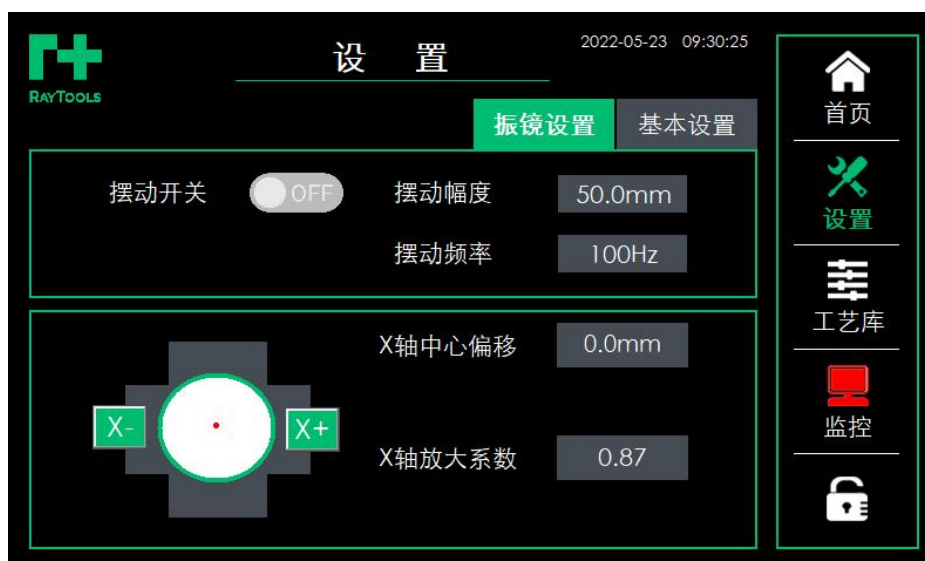 RAYTOOLS
设 置
2022-05-23 09:30:25
振镜设置 基本设置
摆动开关 OFF 摆动幅度 50.0mm
摆动频率 100Hz
X轴中心偏移 0.0mm
X- X+
X轴放大系数 0.87
首页
设置
工艺库
监控